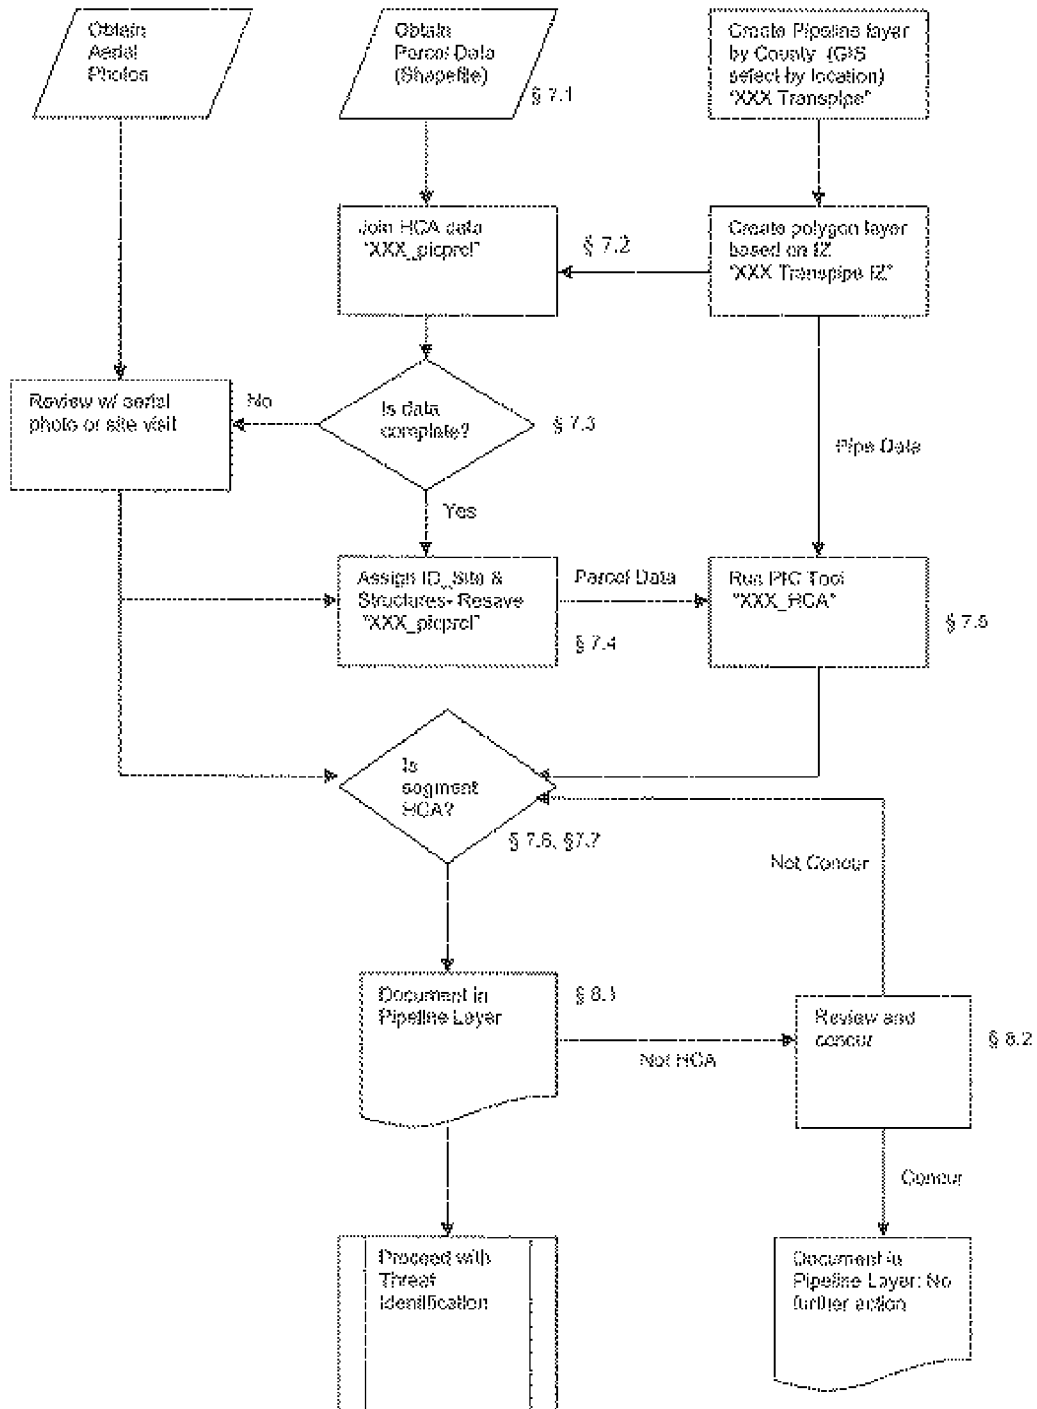 Obtain
Aerial
Photos
Obtain
Parcel Data
(Shapefile)
§ 7.1
Create Pipeline layer
by County (GIS
select by location)
"XXX Transpipe"
Join HCA data
"XXX_picprcl"
§ 7.2
Create polygon layer
based on IZ
"XXX Transpipe IZ"
Review w/ aerial
photo or site visit
No
Is data
complete?
§ 7.3
Pipe Data
Yes
Assign ID_Site &
Structures- Resave
"XXX_picprcl"
Parcel Data
§ 7.4
Run PIC Tool
"XXX_HCA"
§ 7.5
Is
segment
HCA?
§ 7.6, §7.7
Not Concur
Document in
Pipeline Layer
§ 8.1
Not HCA
Review and
concur
§ 8.2
Concur
Proceed with
Threat
Identification
Document in
Pipeline Layer: No
further action